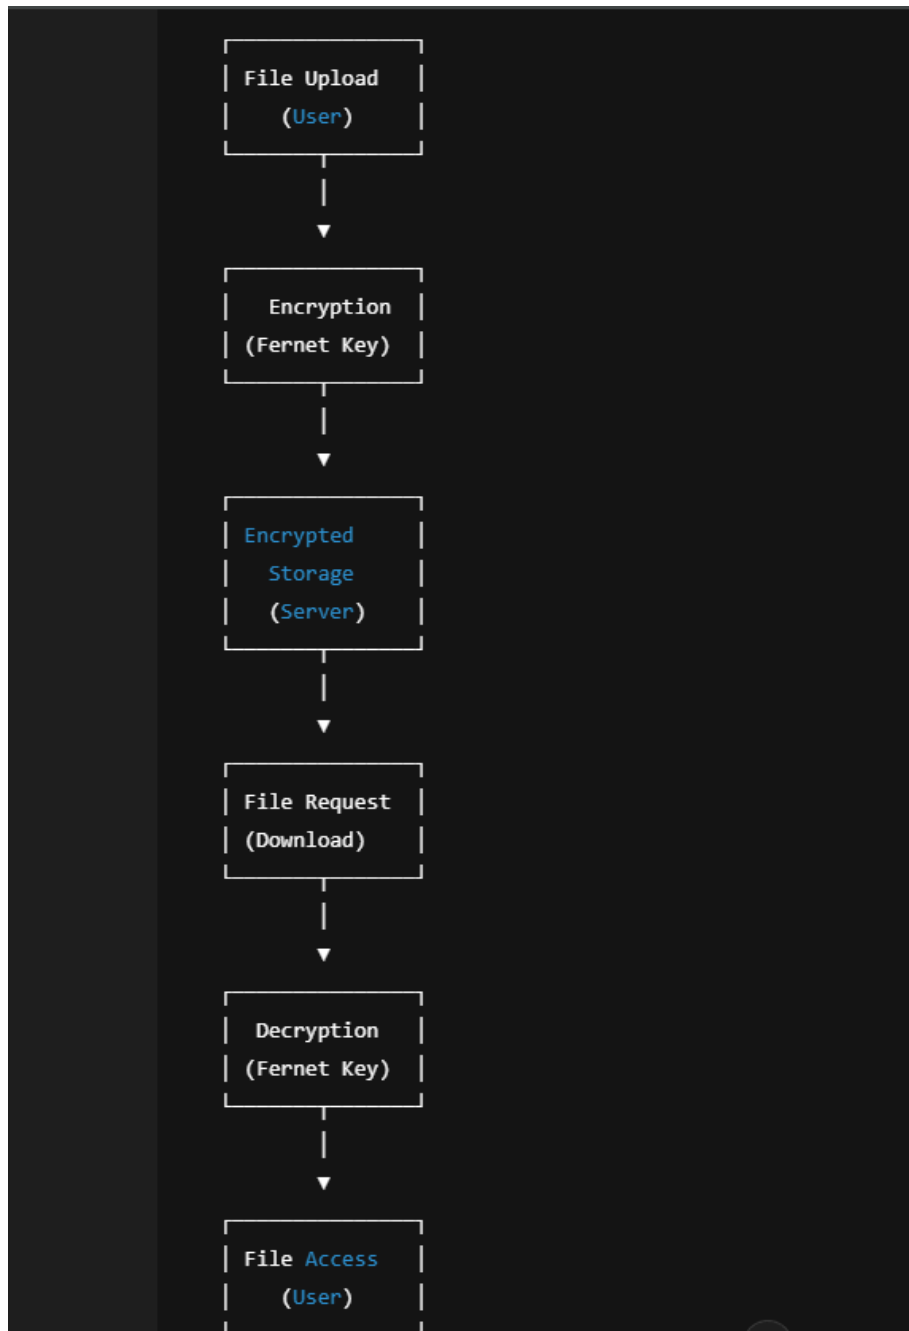 File Upload
(User)
Encryption
(Fernet Key)
Encrypted
Storage
(Server)
File Request
(Download)
Decryption
(Fernet Key)
File Access
(User)